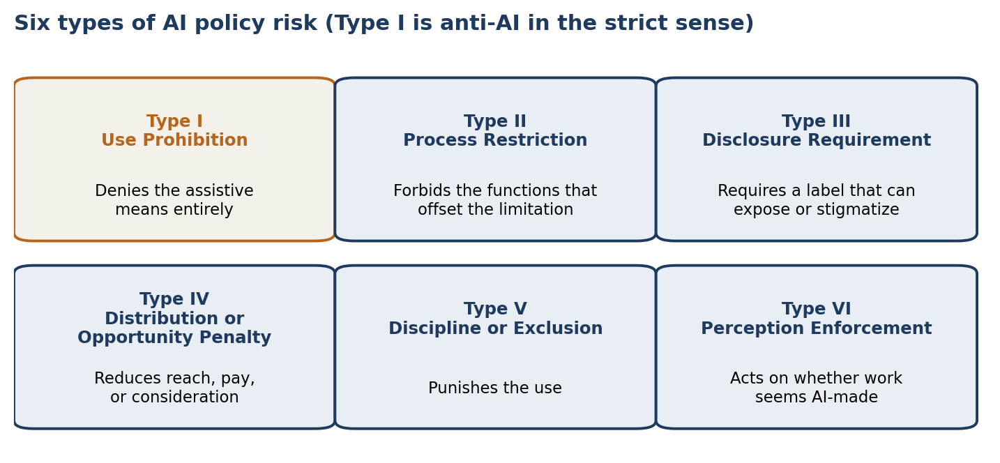 Six types of AI policy risk (Type I is anti-AI in the strict sense)
Type I
Use Prohibition
Denies the assistive
means entirely
Type II
Process Restriction
Forbids the functions that
offset the limitation
Type III
Disclosure Requirement
Requires a label that can
expose or stigmatize
Type IV
Distribution or
Opportunity Penalty
Reduces reach, pay,
or consideration
Type V
Discipline or Exclusion
Punishes the use
Type VI
Perception Enforcement
Acts on whether work
seems AI-made